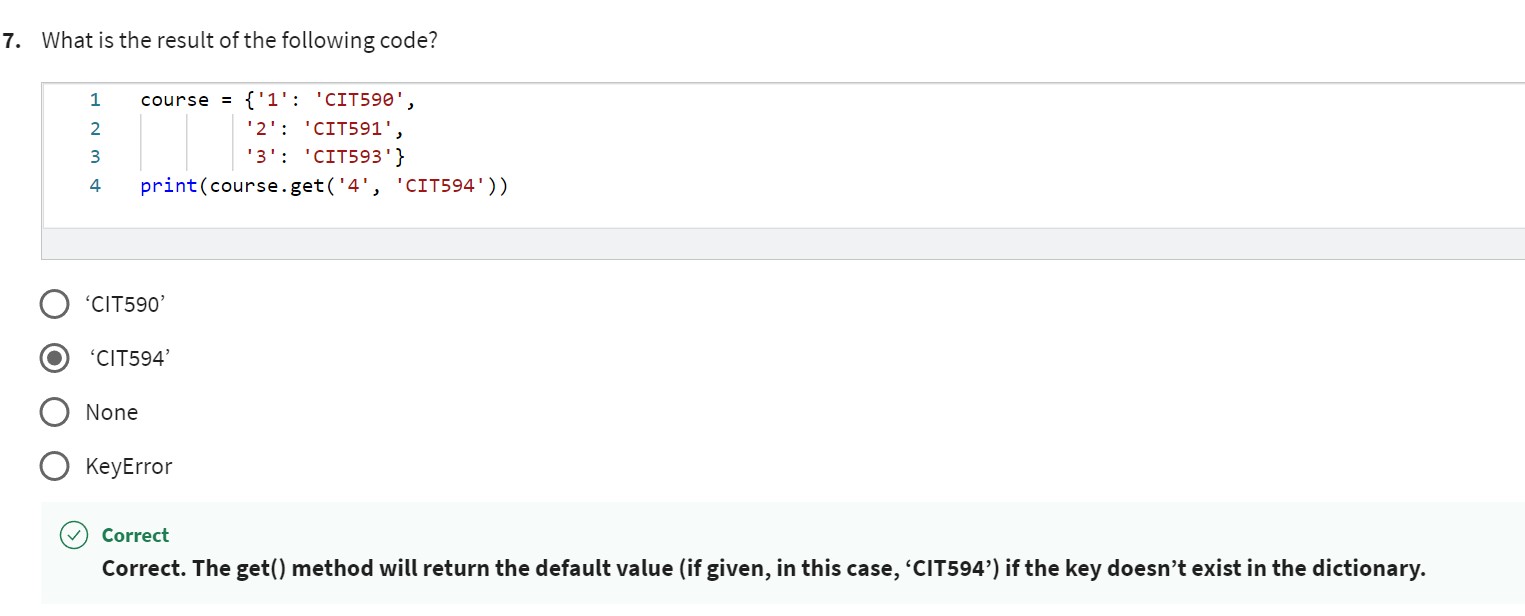 7. What is the result of the following code?
1 course = {'1': 'CIT590',
2 '2': 'CIT591',
3 '3': 'CIT593'}
4 print(course.get('4', 'CIT594'))
‘CIT590’
‘CIT594’
None
KeyError
Correct
Correct. The get() method will return the default value (if given, in this case, ‘CIT594’) if the key doesn’t exist in the dictionary.